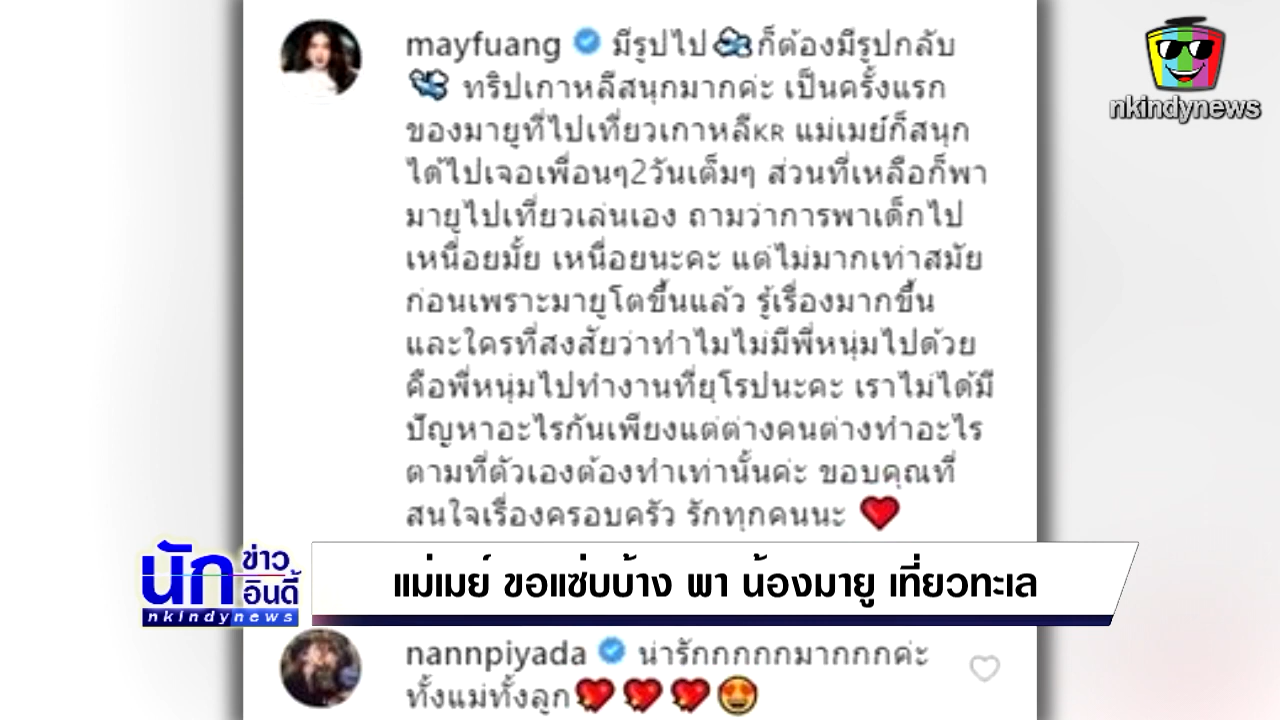 mayfuang มีรูปไป ก็ต้องมีรูปกลับ
nkindynews
ทริปเกาหลีสนุกมากค่ะ เป็นครั้งแรก
ของมายูที่ไปเที่ยวเกาหลีKR แม่เมย์ก็สนุก
ได้ไปเจอเพื่อนๆ2วันเต็มๆ ส่วนที่เหลือก็พา
มายูไปเที่ยวเล่นเอง ถามว่าการพาเด็กไป
เหนื่อยมั้ย เหนื่อยนะคะ แต่ไม่มากเท่าสมัย
ก่อนเพราะมายูโตขึ้นแล้ว รู้เรื่องมากขึ้น
และใครที่สงสัยว่าทำไมไม่มีพี่หนุ่มไปด้วย
คือพี่หนุ่มไปทำงานที่ยุโรปนะคะ เราไม่ได้มี
ปัญหาอะไรกันเพียงแต่ต่างคนต่างทำอะไร
ตามที่ตัวเองต้องทำเท่านั้นค่ะ ขอบคุณที่
สนใจเรื่องครอบครัว รักทุกคนนะ ❤️
นักข่าวอินดี้
nkindynews
แม่เมย์ ขอแซ่บบ้าง พา น้องมายู เที่ยวทะเล
nannpiyada น่ารักกกกกมากกกค่ะ
ทั้งแม่ทั้งลูก💖💖💖😍